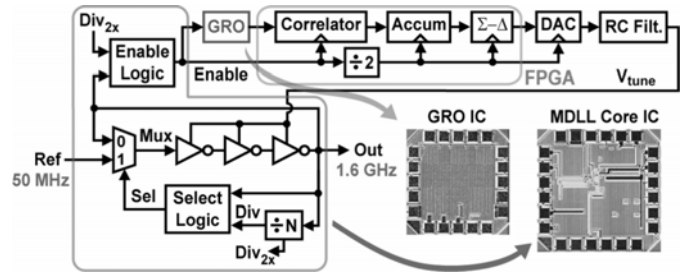 Div2x
Enable
Logic
Enable
GRO
Correlator
Accum
Σ-Δ
DAC
RC Filt.
÷2
FPGA
Vtune
0
1
Mux
Ref
50 MHz
Out
1.6 GHz
Sel
Select
Logic
Div
÷N
Div2x
GRO IC
MDLL Core IC